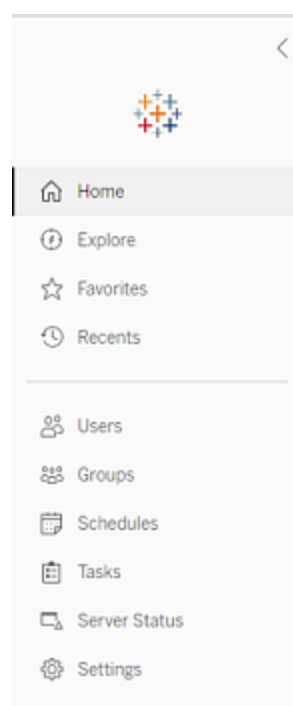 Home
Explore
Favorites
Recents
Users
Groups
Schedules
Tasks
Server Status
Settings